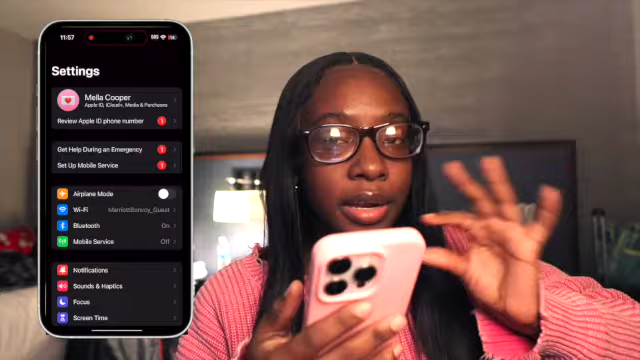 11:57
SOS
Settings
Mella Cooper
Apple ID, iCloud+, Media & Purchases
Review Apple ID phone number 1
Get Help During an Emergency 1
Set Up Mobile Service 1
Airplane Mode
Wi-Fi MarriottBonvoy_Guest
Bluetooth On
Mobile Service Off
Notifications
Sounds & Haptics
Focus
Screen Time